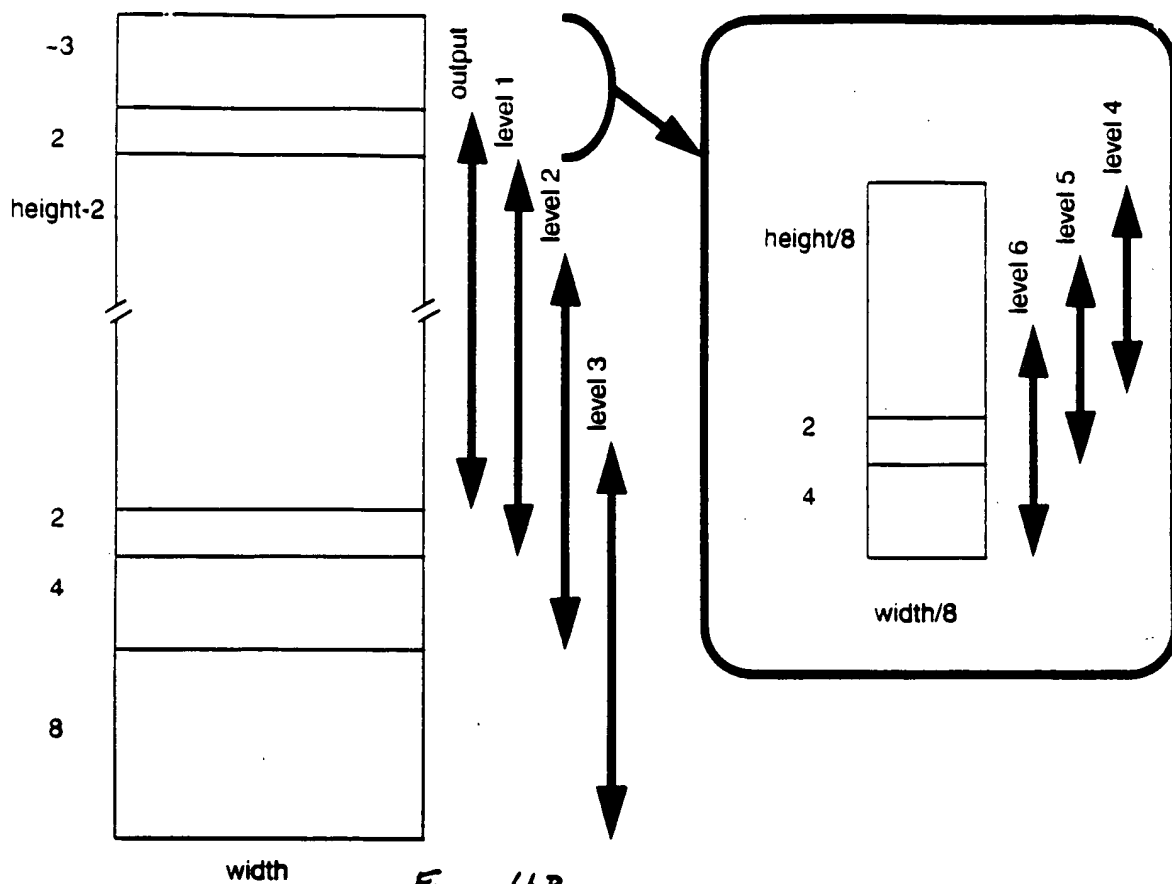 ~3
2
height-2
2
4
8
width
output
level 1
level 2
level 3
height/8
2
4
width/8
level 6
level 5
level 4